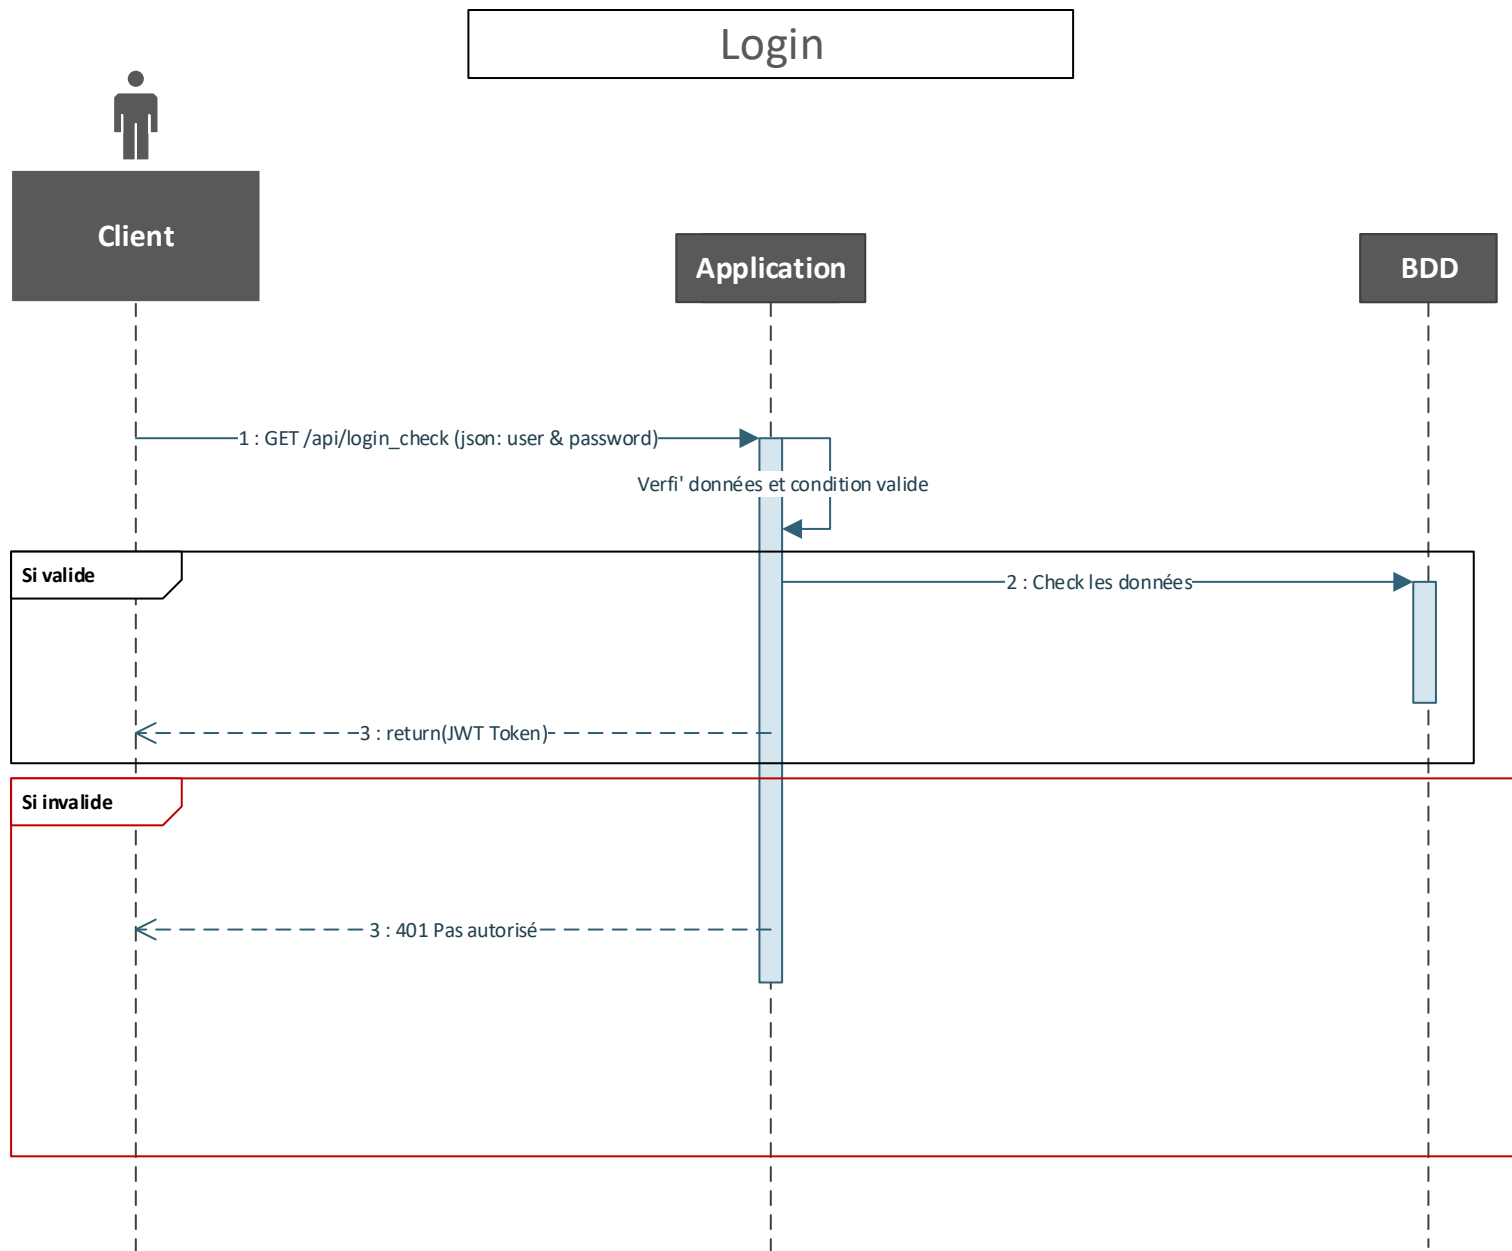 Login
Client
Application
BDD
1 : GET /api/login_check (json: user & password)
Verfi' données et condition valide
Si valide
2 : Check les données
3 : return(JWT Token)
Si invalide
3 : 401 Pas autorisé